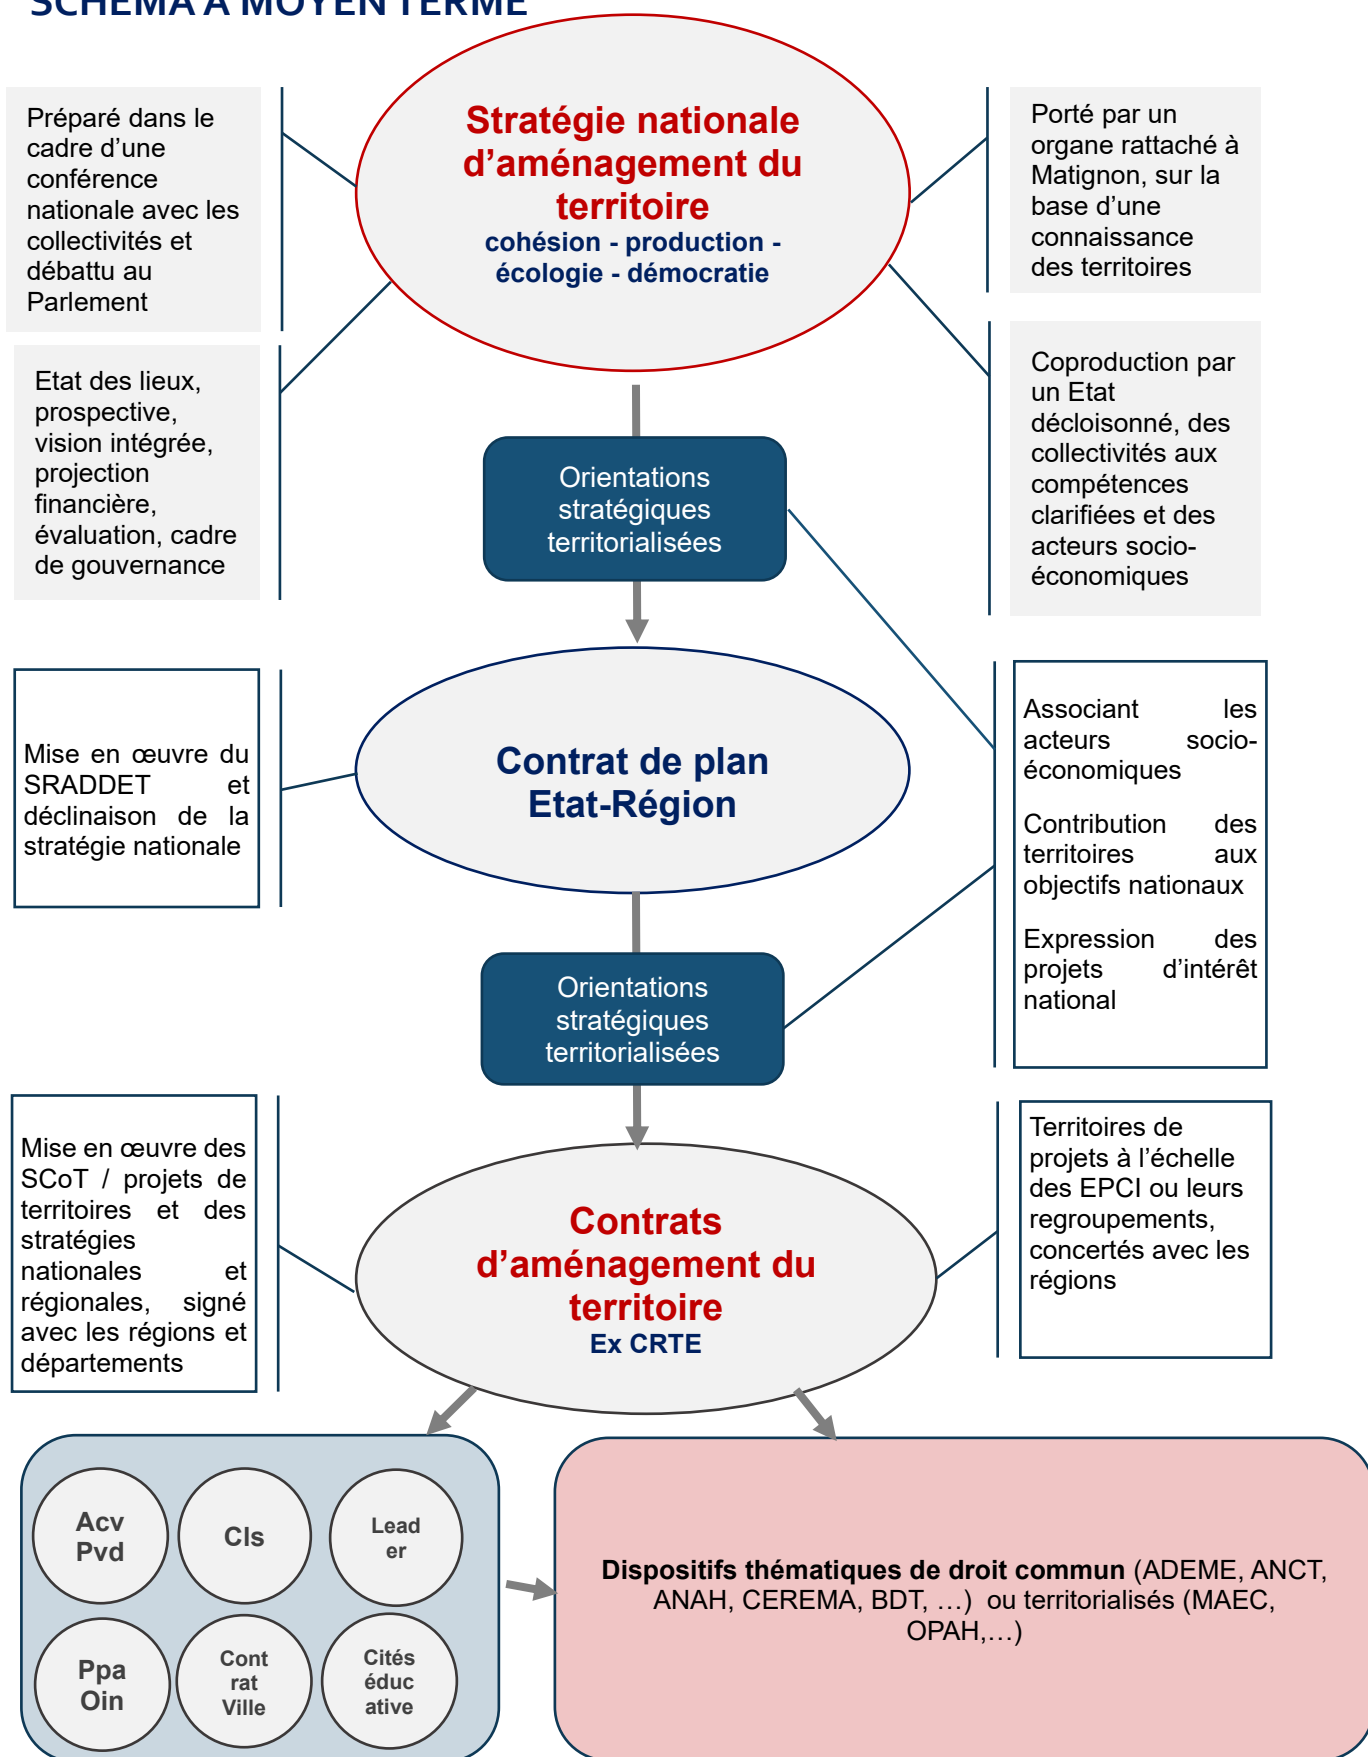 SCHEMA A MOYEN TERME
Stratégie nationale
d’aménagement du
territoire
cohésion - production -
écologie - démocratie
Préparé dans le
cadre d’une
conférence
nationale avec les
collectivités et
débattu au
Parlement
Porté par un
organe rattaché à
Matignon, sur la
base d’une
connaissance
des territoires
Etat des lieux,
prospective,
vision intégrée,
projection
financière,
évaluation, cadre
de gouvernance
Coproduction par
un Etat
décloisonné, des
collectivités aux
compétences
clarifiées et des
acteurs socio-
économiques
Orientations
stratégiques
territorialisées
Mise en œuvre du
SRADDET et
déclinaison de la
stratégie nationale
Contrat de plan
Etat-Région
Associant les
acteurs socio-
économiques
Contribution des
territoires aux
objectifs nationaux
Expression des
projets d’intérêt
national
Orientations
stratégiques
territorialisées
Mise en œuvre des
SCoT / projets de
territoires et des
stratégies
nationales et
régionales, signé
avec les régions et
départements
Contrats
d’aménagement du
territoire
Ex CRTE
Territoires de
projets à l’échelle
des EPCI ou leurs
regroupements,
concertés avec les
régions
Acv
Pvd
Cls
Lead
er
Ppa
Oin
Cont
rat
Ville
Cités
éduc
ative
Dispositifs thématiques de droit commun (ADEME, ANCT,
ANAH, CEREMA, BDT, …) ou territorialisés (MAEC,
OPAH,…)